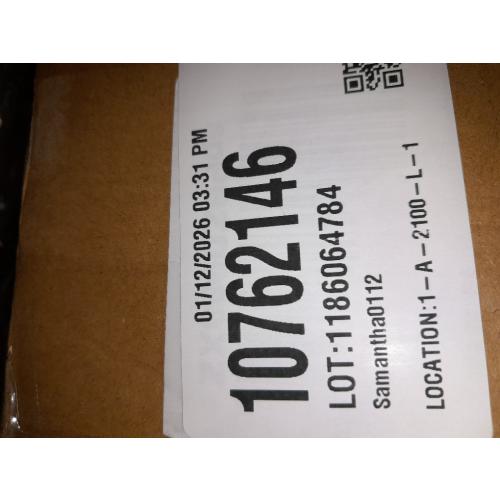 01/12/2026 03:31 PM
10762146
LOT:1186064784
Samantha0112
LOCATION:1-A-2100-L-1